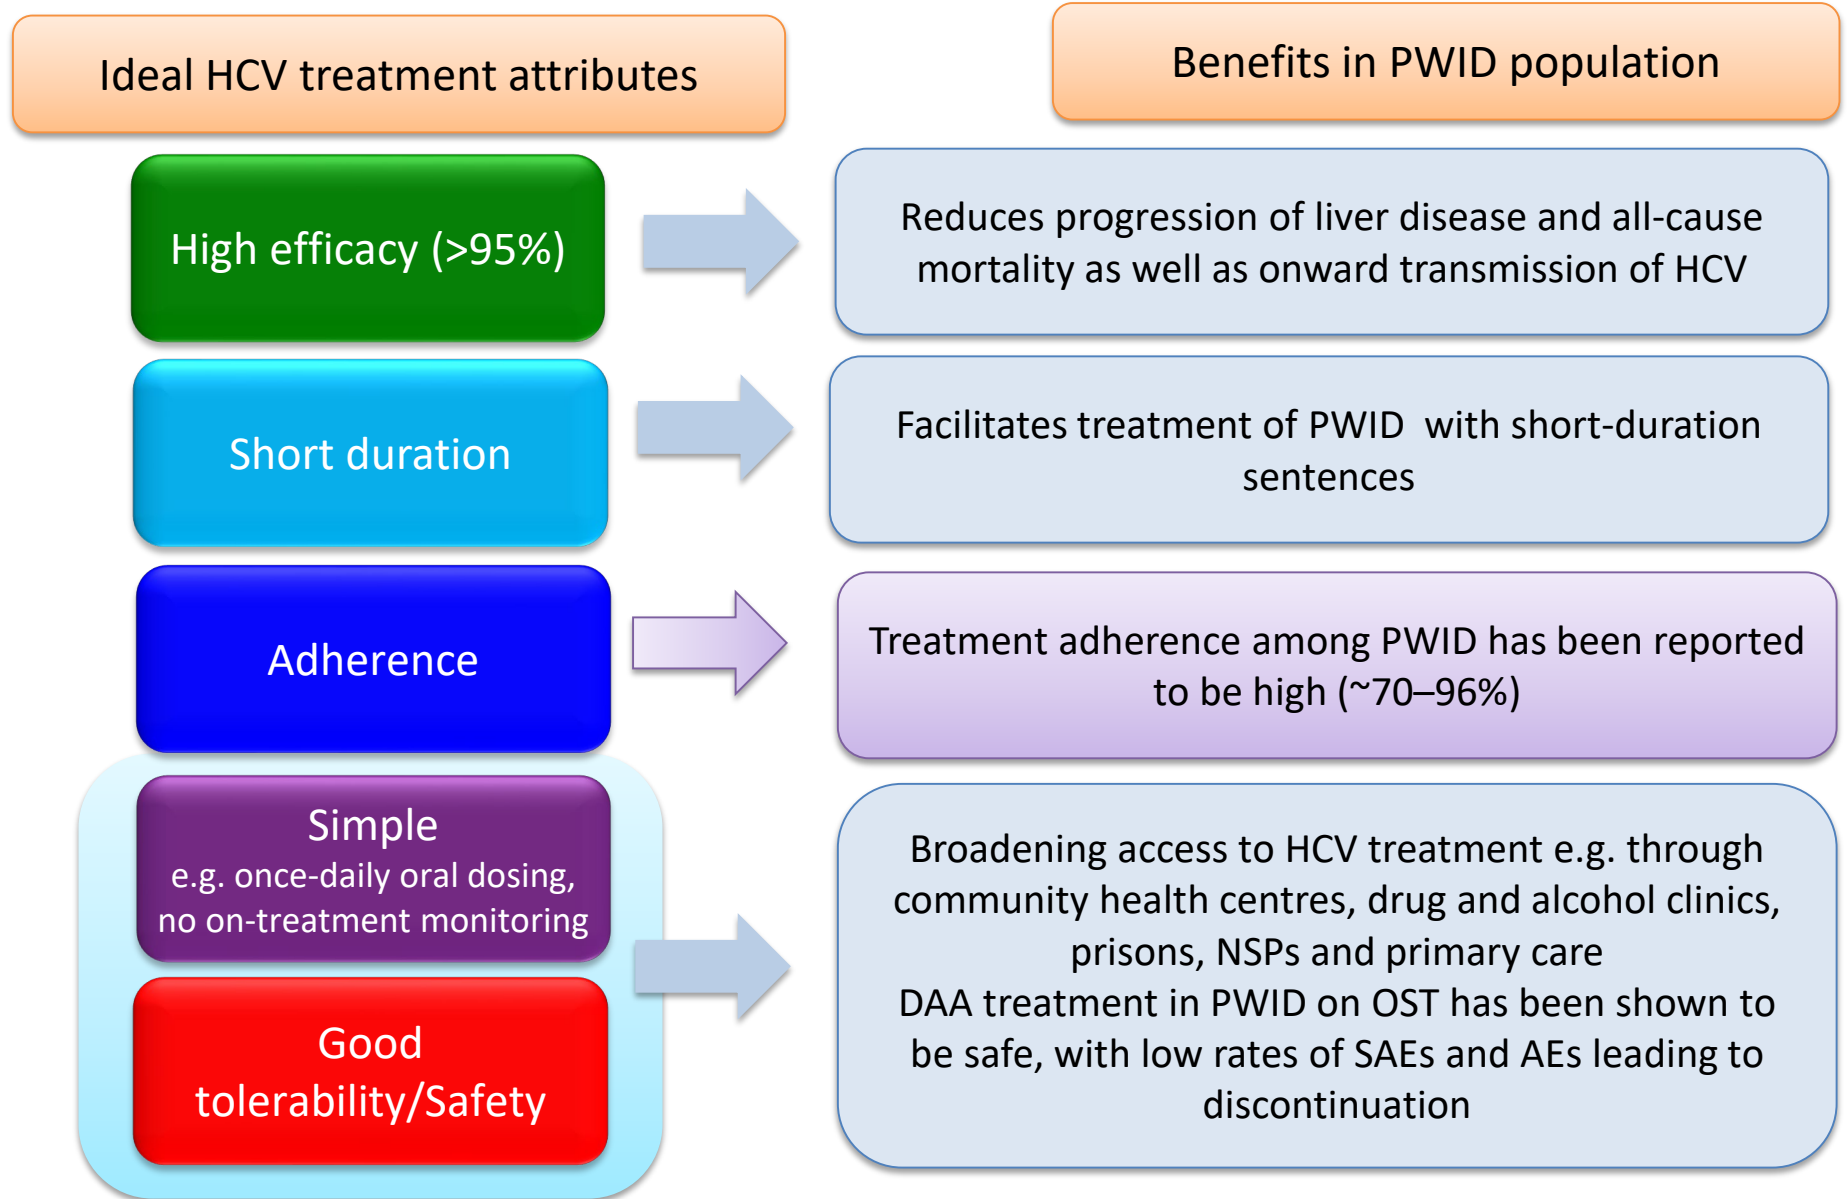 Ideal HCV treatment attributes
Benefits in PWID population
High efficacy (>95%)
Reduces progression of liver disease and all-cause
mortality as well as onward transmission of HCV
Short duration
Facilitates treatment of PWID with short-duration
sentences
Adherence
Treatment adherence among PWID has been reported
to be high (~70–96%)
Simple
e.g. once-daily oral dosing,
no on-treatment monitoring
Good
tolerability/Safety
Broadening access to HCV treatment e.g. through
community health centres, drug and alcohol clinics,
prisons, NSPs and primary care
DAA treatment in PWID on OST has been shown to
be safe, with low rates of SAEs and AEs leading to
discontinuation